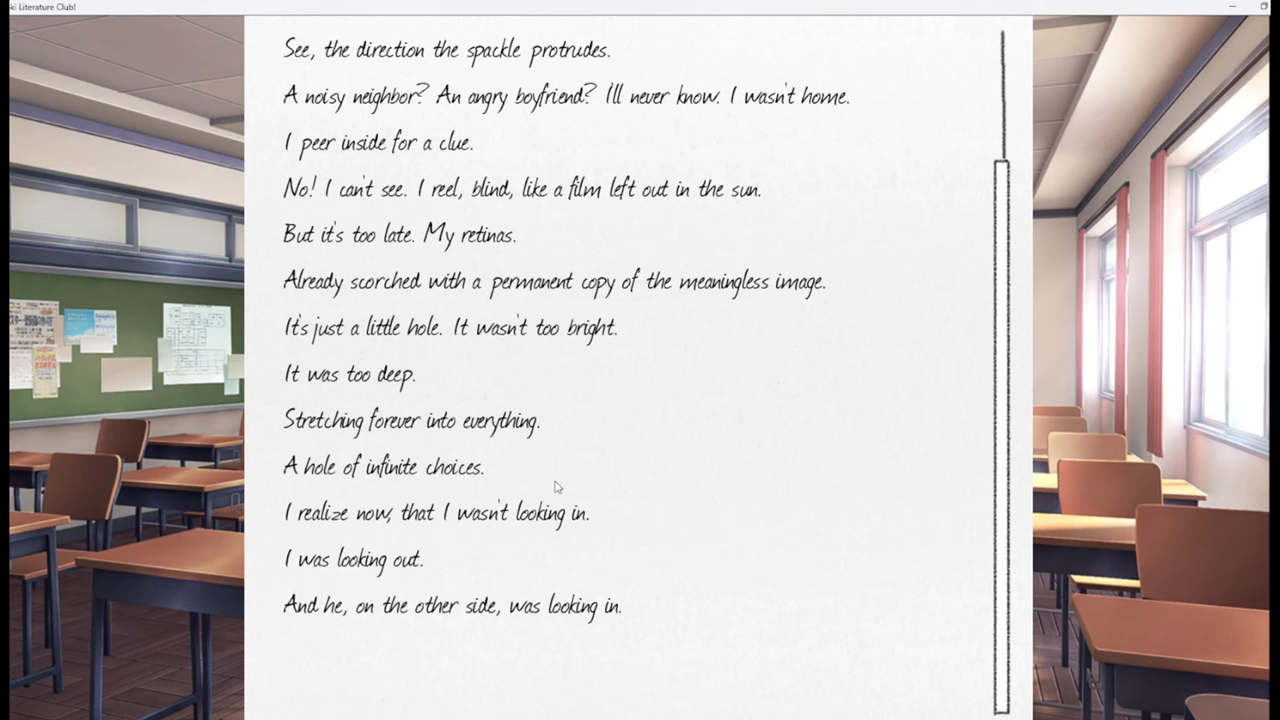 ki Literature Club!
See, the direction the spackle protrudes.
A noisy neighbor? An angry boyfriend? I'll never know. I wasn't home.
I peer inside for a clue.
No! I can't see. I reel, blind, like a film left out in the sun.
But it's too late. My retinas.
Already scorched with a permanent copy of the meaningless image.
It's just a little hole. It wasn't too bright.
It was too deep.
Stretching forever into everything.
A hole of infinite choices.
I realize now, that I wasn't looking in.
I was looking out.
And he, on the other side, was looking in.